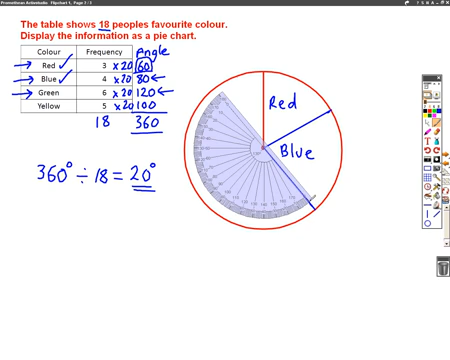 Promethean ActivStudio Flipchart 1, Page 2 / 2
The table shows 18 peoples favourite colour.
Display the information as a pie chart.
Colour Frequency Angle
Red 3 x 20 60
Blue 4 x 20 80
Green 6 x 20 120
Yellow 5 x 20 100
18 360
360° ÷ 18 = 20°
Red
Blue